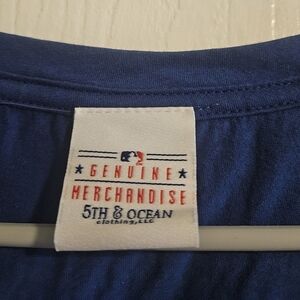 GENUINE
MERCHANDISE
5TH & OCEAN
clothing, LLC